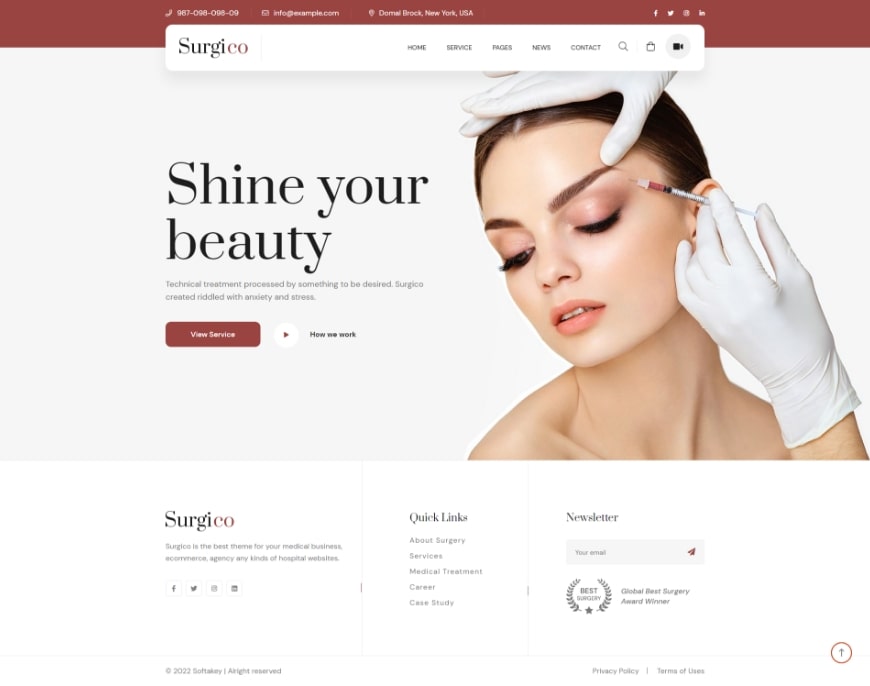 987-098-098-09 info@example.com Domal Brock, New York, USA
Surgico HOME SERVICE PAGES NEWS CONTACT
Shine your
beauty
Technical treatment processed by something to be desired. Surgico
created riddled with anxiety and stress.
View Service How we work
Surgico
Surgico is the best theme for your medical business,
ecommerce, agency any kinds of hospital websites.
Quick Links
About Surgery
Services
Medical Treatment
Career
Case Study
Newsletter
Your email
BEST
SURGERY
Global Best Surgery
Award Winner
© 2022 Softakey | Alright reserved Privacy Policy | Terms of Uses